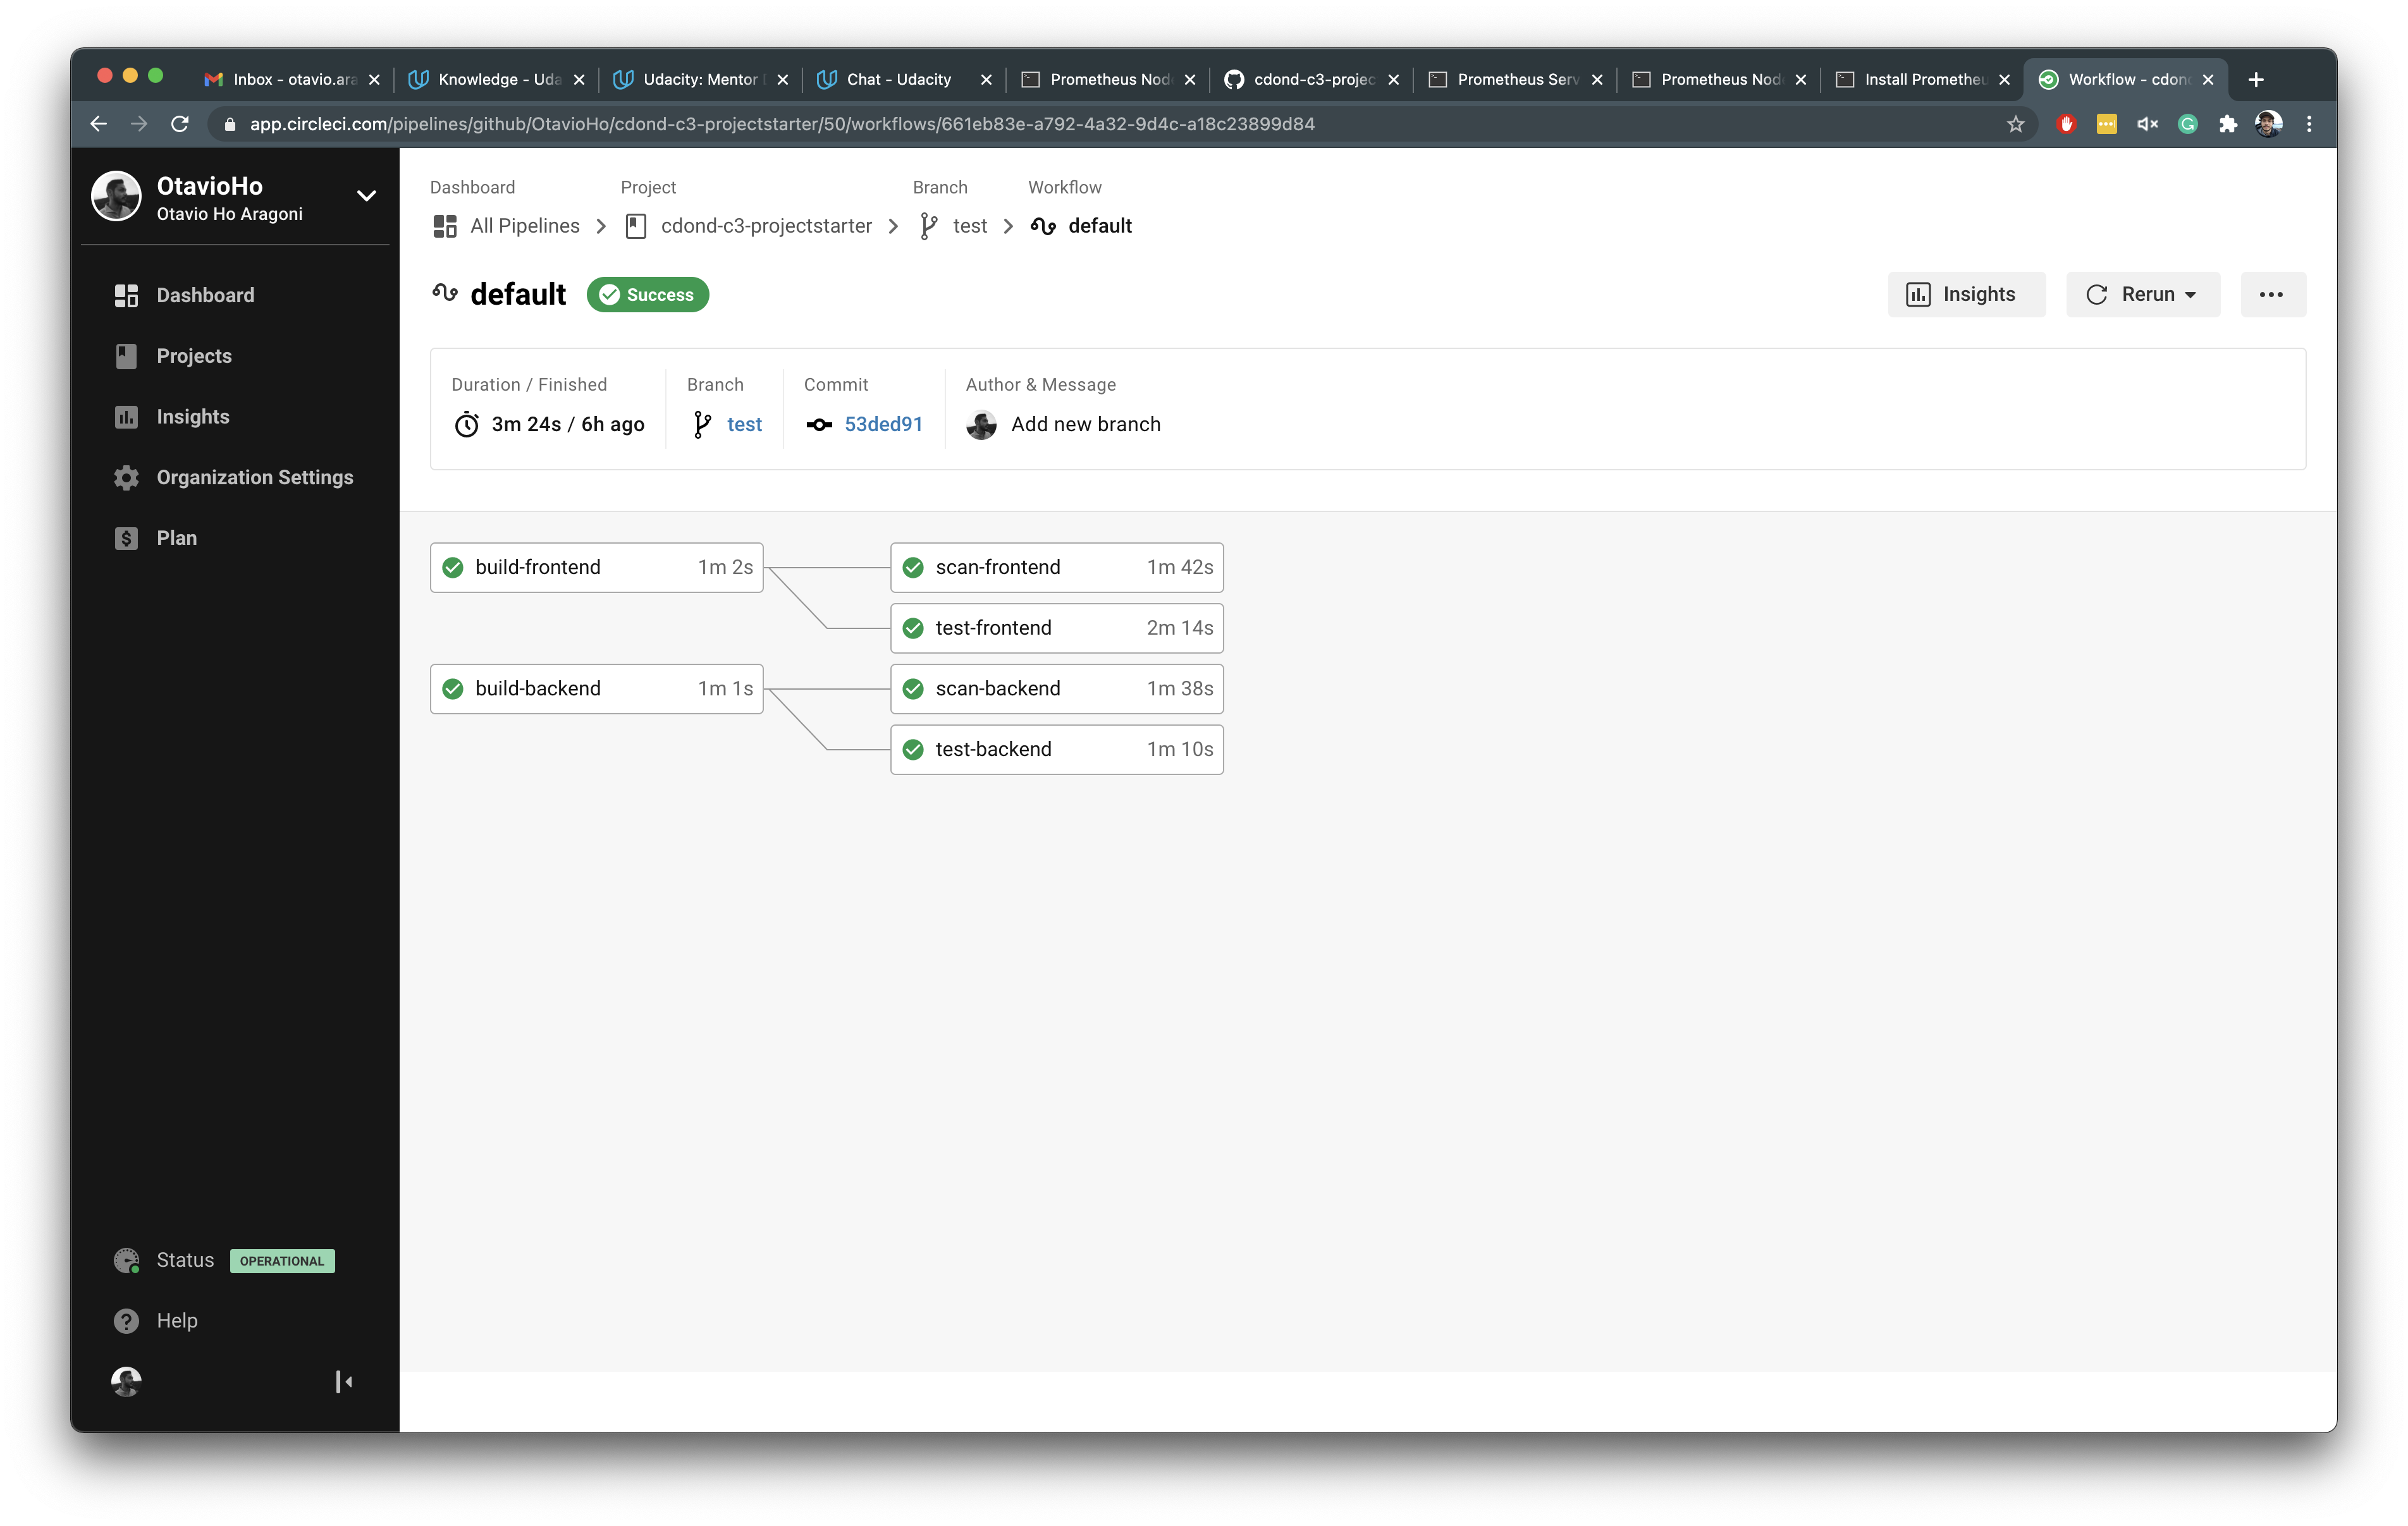 Inbox - otavio.ara
Knowledge - Uda
Udacity: Mentor
Chat - Udacity
Prometheus Nod
cdond-c3-projec
Prometheus Serv
Prometheus Nod
Install Prometheu
Workflow - cdon
app.circleci.com/pipelines/github/OtavioHo/cdond-c3-projectstarter/50/workflows/661eb83e-a792-4a32-9d4c-a18c23899d84
OtavioHo
Otavio Ho Aragoni
Dashboard
Projects
Insights
Organization Settings
Plan
Status OPERATIONAL
Help
Dashboard Project Branch Workflow
All Pipelines cdond-c3-projectstarter test default
default Success
Insights Rerun
Duration / Finished Branch Commit Author & Message
3m 24s / 6h ago test 53ded91 Add new branch
build-frontend 1m 2s scan-frontend 1m 42s
test-frontend 2m 14s
build-backend 1m 1s scan-backend 1m 38s
test-backend 1m 10s